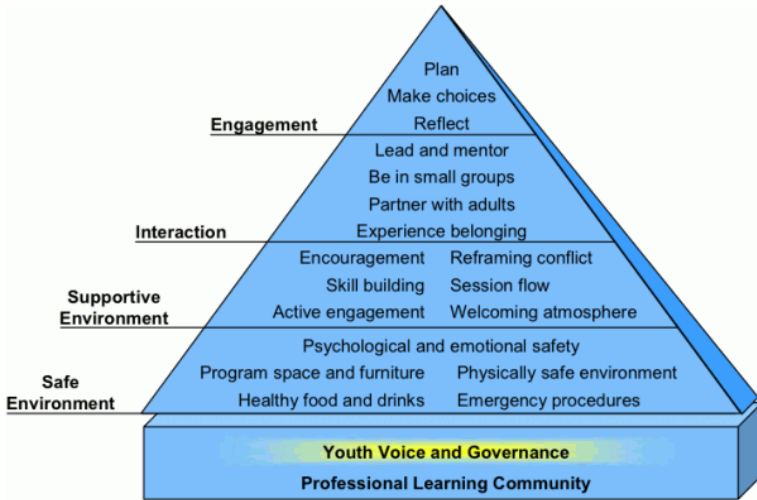 Plan
Make choices
Engagement Reflect
Lead and mentor
Be in small groups
Partner with adults
Interaction Experience belonging
Encouragement Reframing conflict
Skill building Session flow
Supportive
Environment Active engagement Welcoming atmosphere
Psychological and emotional safety
Program space and furniture Physically safe environment
Safe
Environment Healthy food and drinks Emergency procedures
Youth Voice and Governance
Professional Learning Community